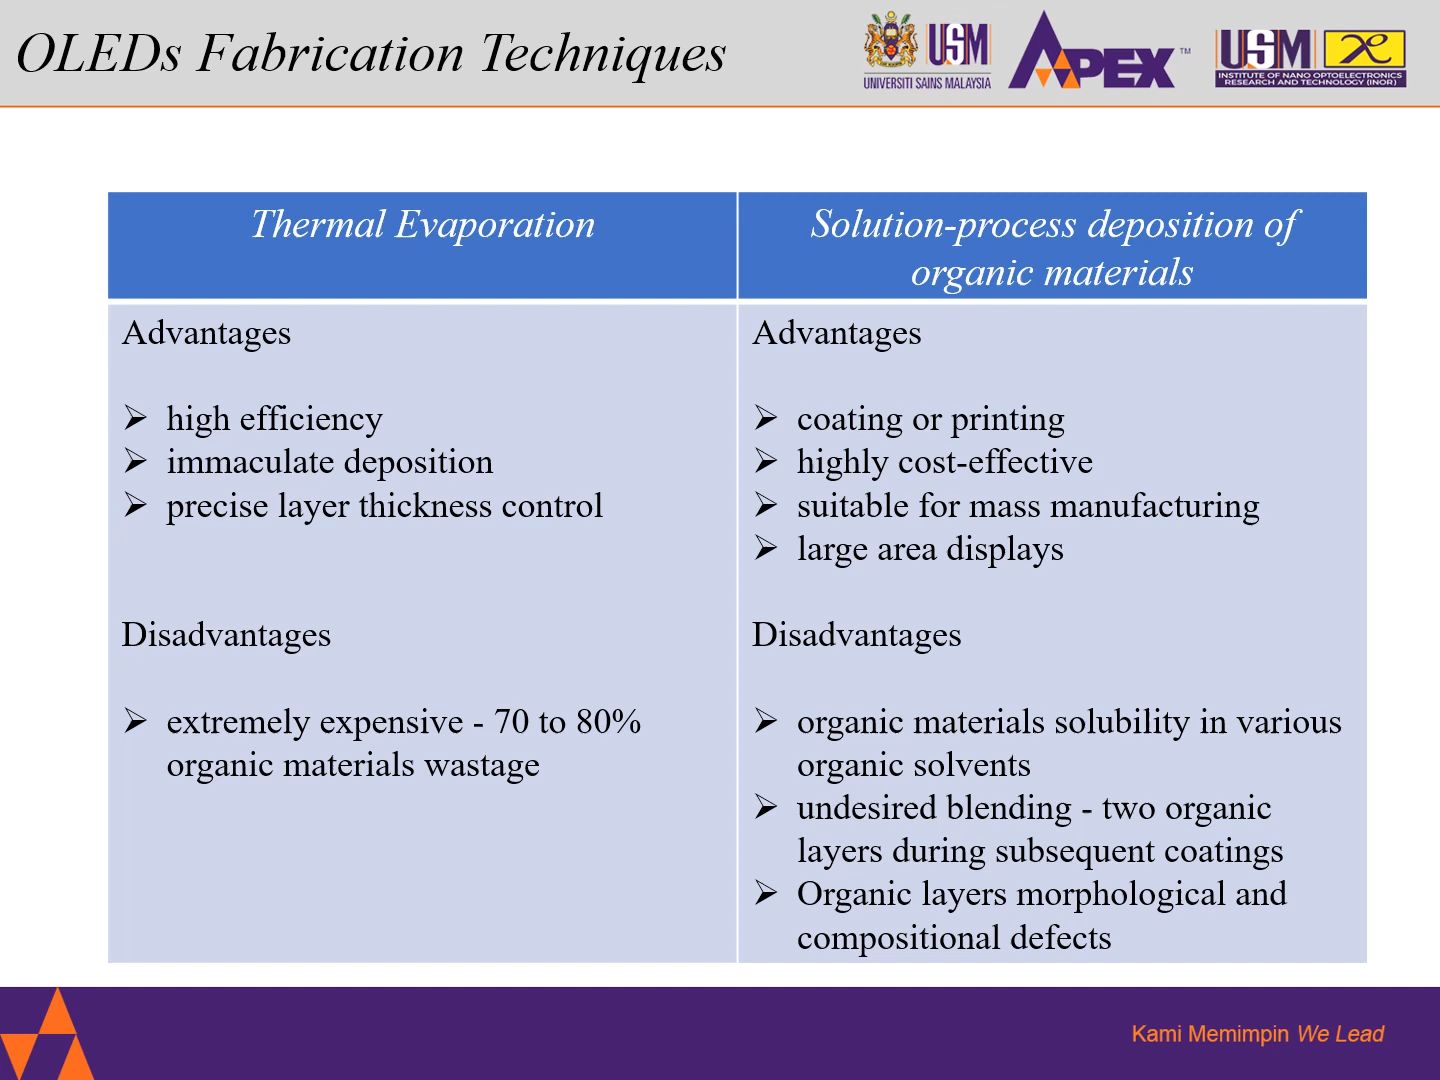 OLEDs Fabrication Techniques
USM
UNIVERSITI SAINS MALAYSIA
APEX™
USM
INSTITUTE OF NANO OPTOELECTRONICS
RESEARCH AND TECHNOLOGY (INOR)
Thermal Evaporation
Solution-process deposition of
organic materials
Advantages
➢ high efficiency
➢ immaculate deposition
➢ precise layer thickness control
Disadvantages
➢ extremely expensive - 70 to 80%
organic materials wastage
Advantages
➢ coating or printing
➢ highly cost-effective
➢ suitable for mass manufacturing
➢ large area displays
Disadvantages
➢ organic materials solubility in various
organic solvents
➢ undesired blending - two organic
layers during subsequent coatings
➢ Organic layers morphological and
compositional defects
Kami Memimpin We Lead